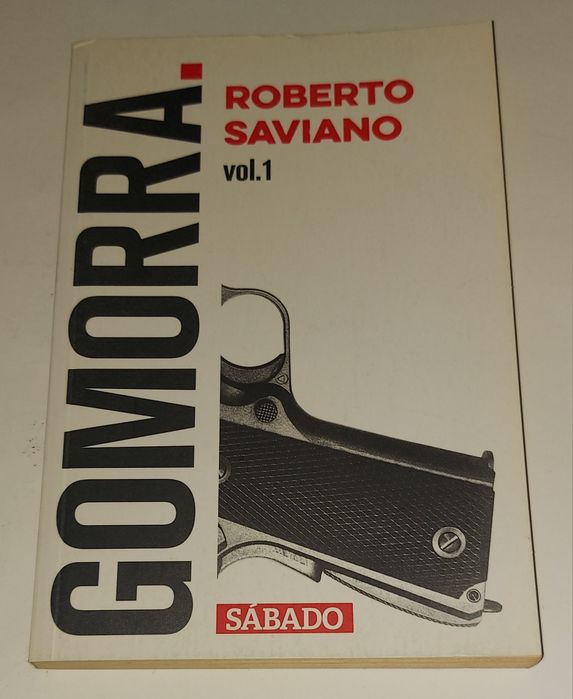 GOMORRA.
ROBERTO
SAVIANO
vol.1
SÁBADO